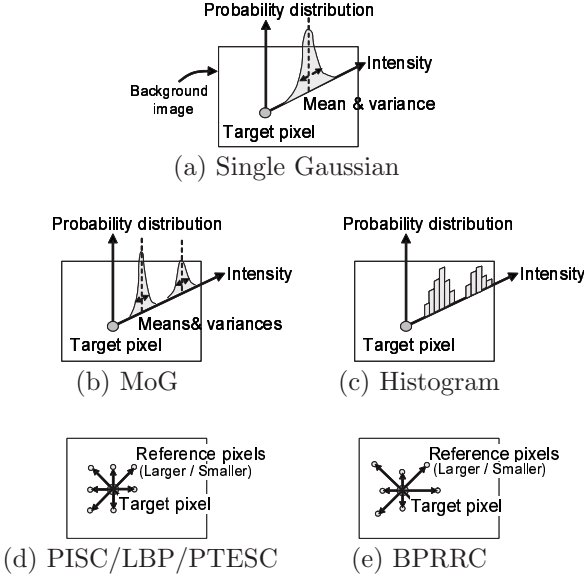 Probability distribution
Intensity
Background
image
Mean & variance
Target pixel
(a) Single Gaussian
Probability distribution
Intensity
Means& variances
Target pixel
(b) MoG
Probability distribution
Intensity
Target pixel
(c) Histogram
Reference pixels
(Larger / Smaller)
Target pixel
(d) PISC/LBP/PTESC
Reference pixels
(Larger / Smaller)
Target pixel
(e) BPRRC